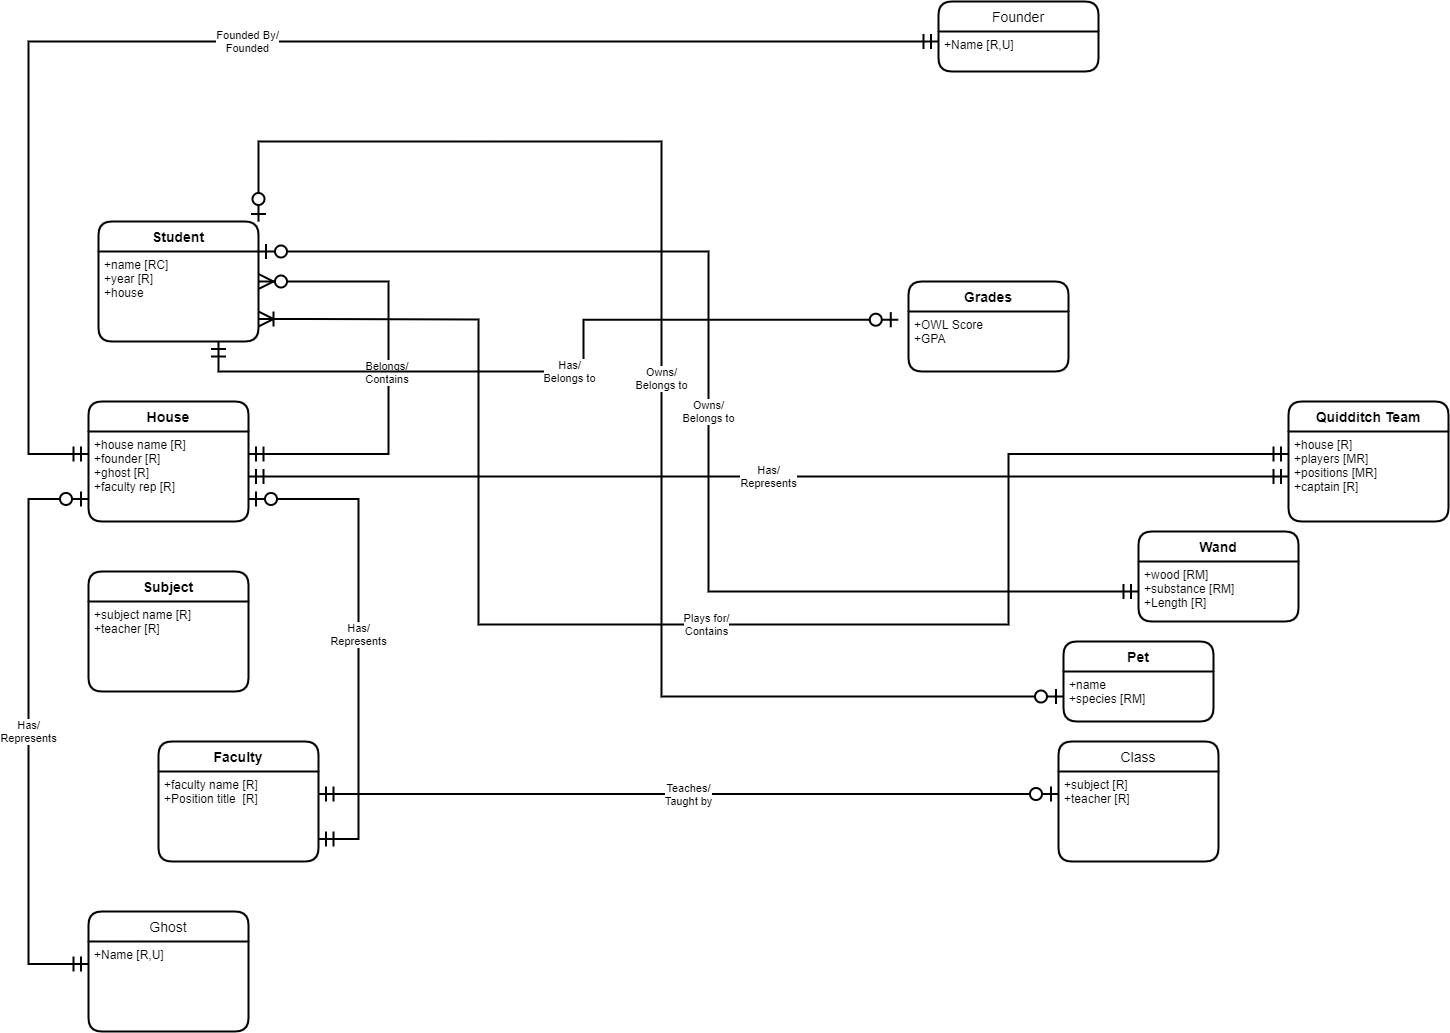 Founder
+Name [R,U]
Founded By/
Founded
Student
+name [RC]
+year [R]
+house
Grades
+OWL Score
+GPA
Belongs/
Contains
Has/
Belongs to
Owns/
Belongs to
Owns/
Belongs to
House
+house name [R]
+founder [R]
+ghost [R]
+faculty rep [R]
Has/
Represents
Quidditch Team
+house [R]
+players [MR]
+positions [MR]
+captain [R]
Wand
+wood [RM]
+substance [RM]
+Length [R]
Subject
+subject name [R]
+teacher [R]
Has/
Represents
Plays for/
Contains
Pet
+name
+species [RM]
Has/
Represents
Faculty
+faculty name [R]
+Position title  [R]
Teaches/
Taught by
Class
+subject [R]
+teacher [R]
Ghost
+Name [R,U]